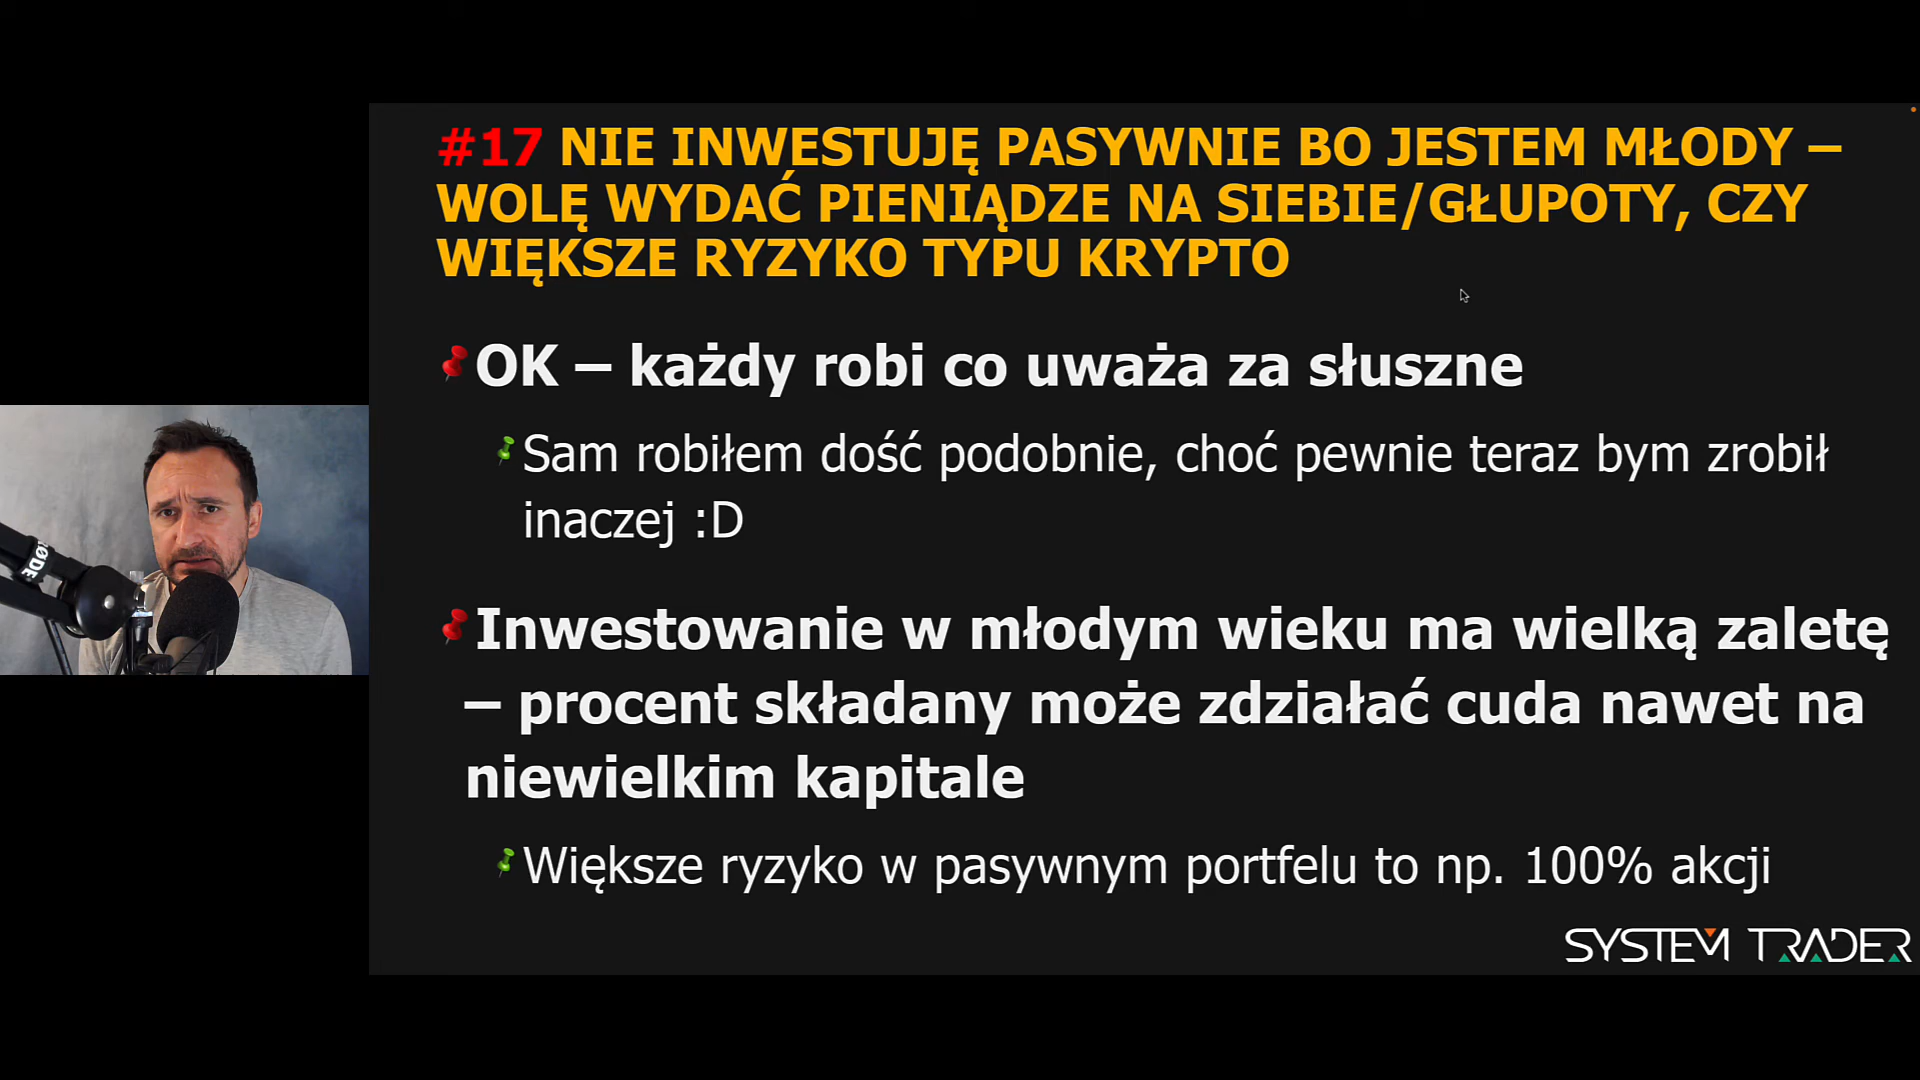 #17 NIE INWESTUJĘ PASYWNIE BO JESTEM MŁODY –
WOLĘ WYDAĆ PIENIĄDZE NA SIEBIE/GŁUPOTY, CZY
WIĘKSZE RYZYKO TYPU KRYPTO
OK – każdy robi co uważa za słuszne
Sam robiłem dość podobnie, choć pewnie teraz bym zrobił
inaczej :D
Inwestowanie w młodym wieku ma wielką zaletę
– procent składany może zdziałać cuda nawet na
niewielkim kapitale
Większe ryzyko w pasywnym portfelu to np. 100% akcji
RØDE
SYSTEM TRADER